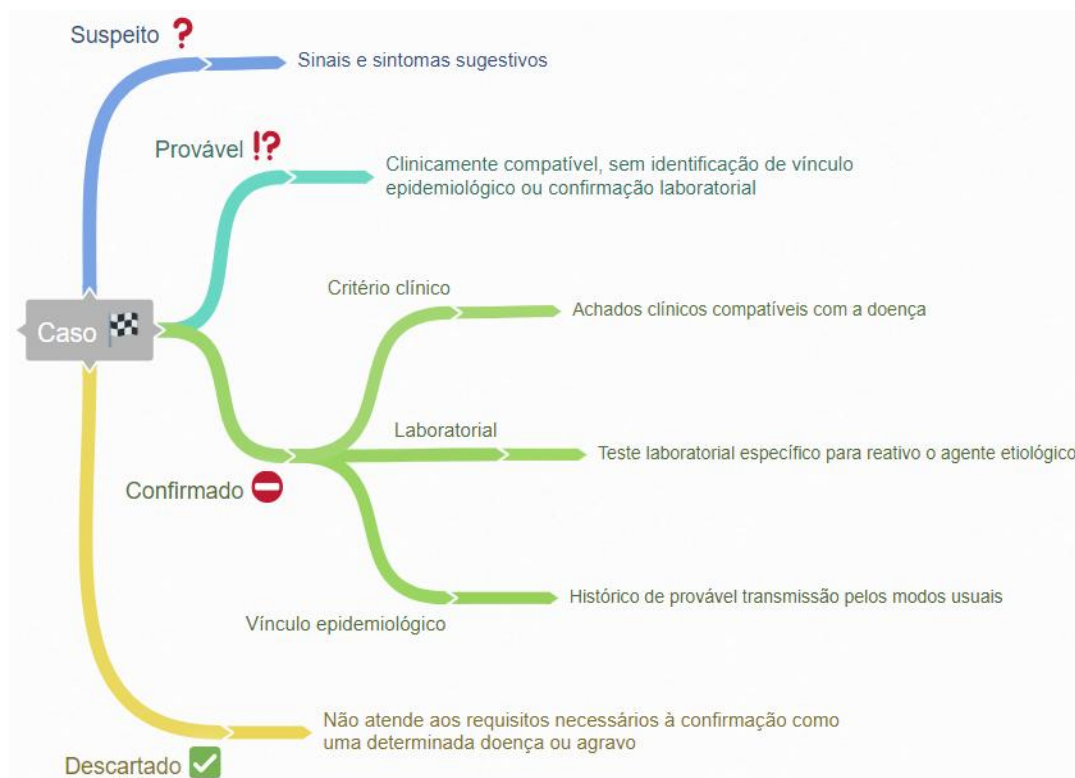 Suspeito
Sinais e sintomas sugestivos
Provável
Clinicamente compatível, sem identificação de vínculo
epidemiológico ou confirmação laboratorial
Critério clínico
Achados clínicos compatíveis com a doença
Caso
Laboratorial
Teste laboratorial específico para reativo o agente etiológico
Confirmado
Histórico de provável transmissão pelos modos usuais
Vínculo epidemiológico
Não atende aos requisitos necessários à confirmação como
uma determinada doença ou agravo
Descartado